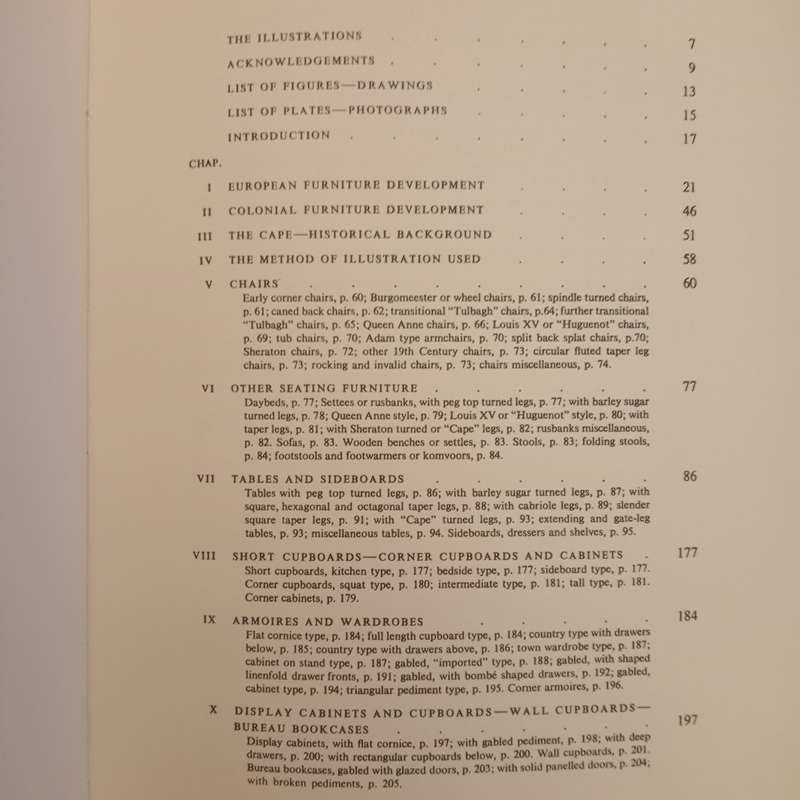 THE ILLUSTRATIONS . . . . . . . 7
ACKNOWLEDGEMENTS . . . . . . . 9
LIST OF FIGURES—DRAWINGS . . . . . 13
LIST OF PLATES—PHOTOGRAPHS . . . . . 15
INTRODUCTION . . . . . . . . 17
CHAP.
I EUROPEAN FURNITURE DEVELOPMENT . . . . 21
II COLONIAL FURNITURE DEVELOPMENT . . . . 46
III THE CAPE—HISTORICAL BACKGROUND . . . . 51
IV THE METHOD OF ILLUSTRATION USED . . . . 58
V CHAIRS . . . . . . . . . 60
Early corner chairs, p. 60; Burgomeester or wheel chairs, p. 61; spindle turned chairs,
p. 61; caned back chairs, p. 62; transitional "Tulbagh" chairs, p.64; further transitional
"Tulbagh" chairs, p. 65; Queen Anne chairs, p. 66; Louis XV or "Huguenot" chairs,
p. 69; tub chairs, p. 70; Adam type armchairs, p. 70; split back splat chairs, p.70;
Sheraton chairs, p. 72; other 19th Century chairs, p. 73; circular fluted taper leg
chairs, p. 73; rocking and invalid chairs, p. 73; chairs miscellaneous, p. 74.
VI OTHER SEATING FURNITURE . . . . . . 77
Daybeds, p. 77; Settees or rusbanks, with peg top turned legs, p. 77; with barley sugar
turned legs, p. 78; Queen Anne style, p. 79; Louis XV or "Huguenot" style, p. 80; with
taper legs, p. 81; with Sheraton turned or "Cape" legs, p. 82; rusbanks miscellaneous,
p. 82. Sofas, p. 83. Wooden benches or settles, p. 83. Stools, p. 83; folding stools,
p. 84; footstools and footwarmers or komvoors, p. 84.
VII TABLES AND SIDEBOARDS . . . . . . 86
Tables with peg top turned legs, p. 86; with barley sugar turned legs, p. 87; with
square, hexagonal and octagonal taper legs, p. 88; with cabriole legs, p. 89; slender
square taper legs, p. 91; with "Cape" turned legs, p. 93; extending and gate-leg
tables, p. 93; miscellaneous tables, p. 94. Sideboards, dressers and shelves, p. 95.
VIII SHORT CUPBOARDS—CORNER CUPBOARDS AND CABINETS . 177
Short cupboards, kitchen type, p. 177; bedside type, p. 177; sideboard type, p. 177.
Corner cupboards, squat type, p. 180; intermediate type, p. 181; tall type, p. 181.
Corner cabinets, p. 179.
IX ARMOIRES AND WARDROBES . . . . . 184
Flat cornice type, p. 184; full length cupboard type, p. 184; country type with drawers
below, p. 185; country type with drawers above, p. 186; town wardrobe type, p. 187;
cabinet on stand type, p. 187; gabled, "imported" type, p. 188; gabled, with shaped
linenfold drawer fronts, p. 191; gabled, with bombé shaped drawers, p. 192; gabled,
cabinet type, p. 194; triangular pediment type, p. 195. Corner armoires, p. 196.
X DISPLAY CABINETS AND CUPBOARDS—WALL CUPBOARDS—
BUREAU BOOKCASES . . . . . . . 197
Display cabinets, with flat cornice, p. 197; with gabled pediment, p. 198; with deep
drawers, p. 200; with rectangular cupboards below, p. 200. Wall cupboards, p. 201.
Bureau bookcases, gabled with glazed doors, p. 203; with solid panelled doors, p. 204;
with broken pediments, p. 205.